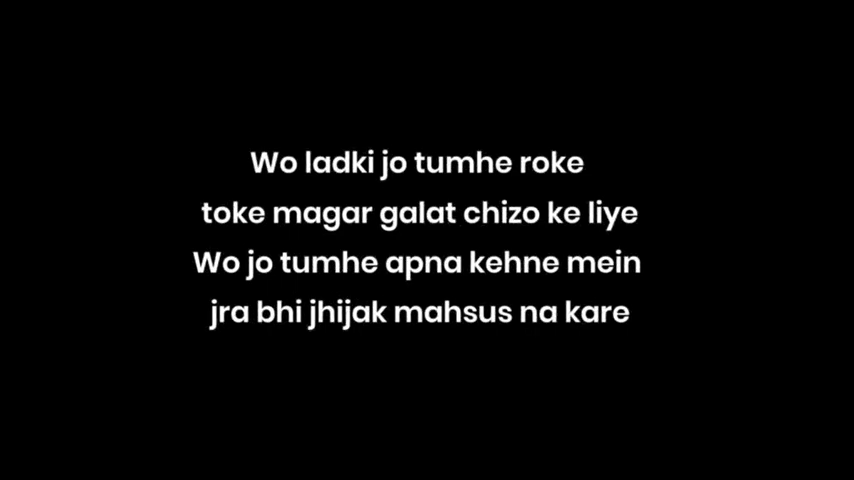 Wo ladki jo tumhe roke
toke magar galat chizo ke liye
Wo jo tumhe apna kehne mein
jra bhi jhijak mahsus na kare